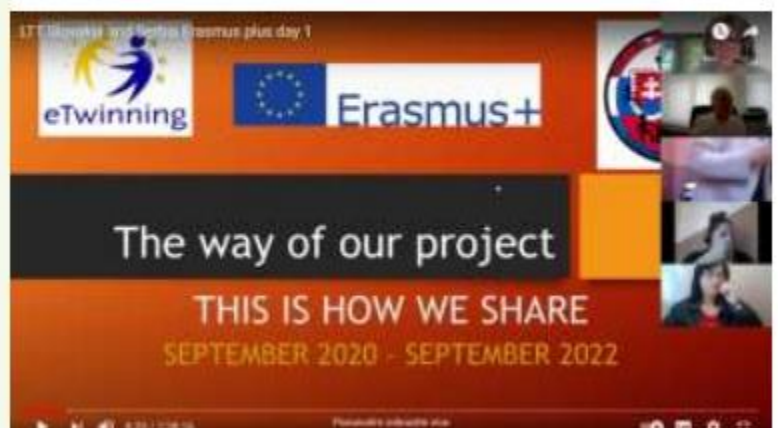 LTT Slovakia and Serbia Erasmus plus day 1
eTwinning
Erasmus+
The way of our project
THIS IS HOW WE SHARE
SEPTEMBER 2020 - SEPTEMBER 2022